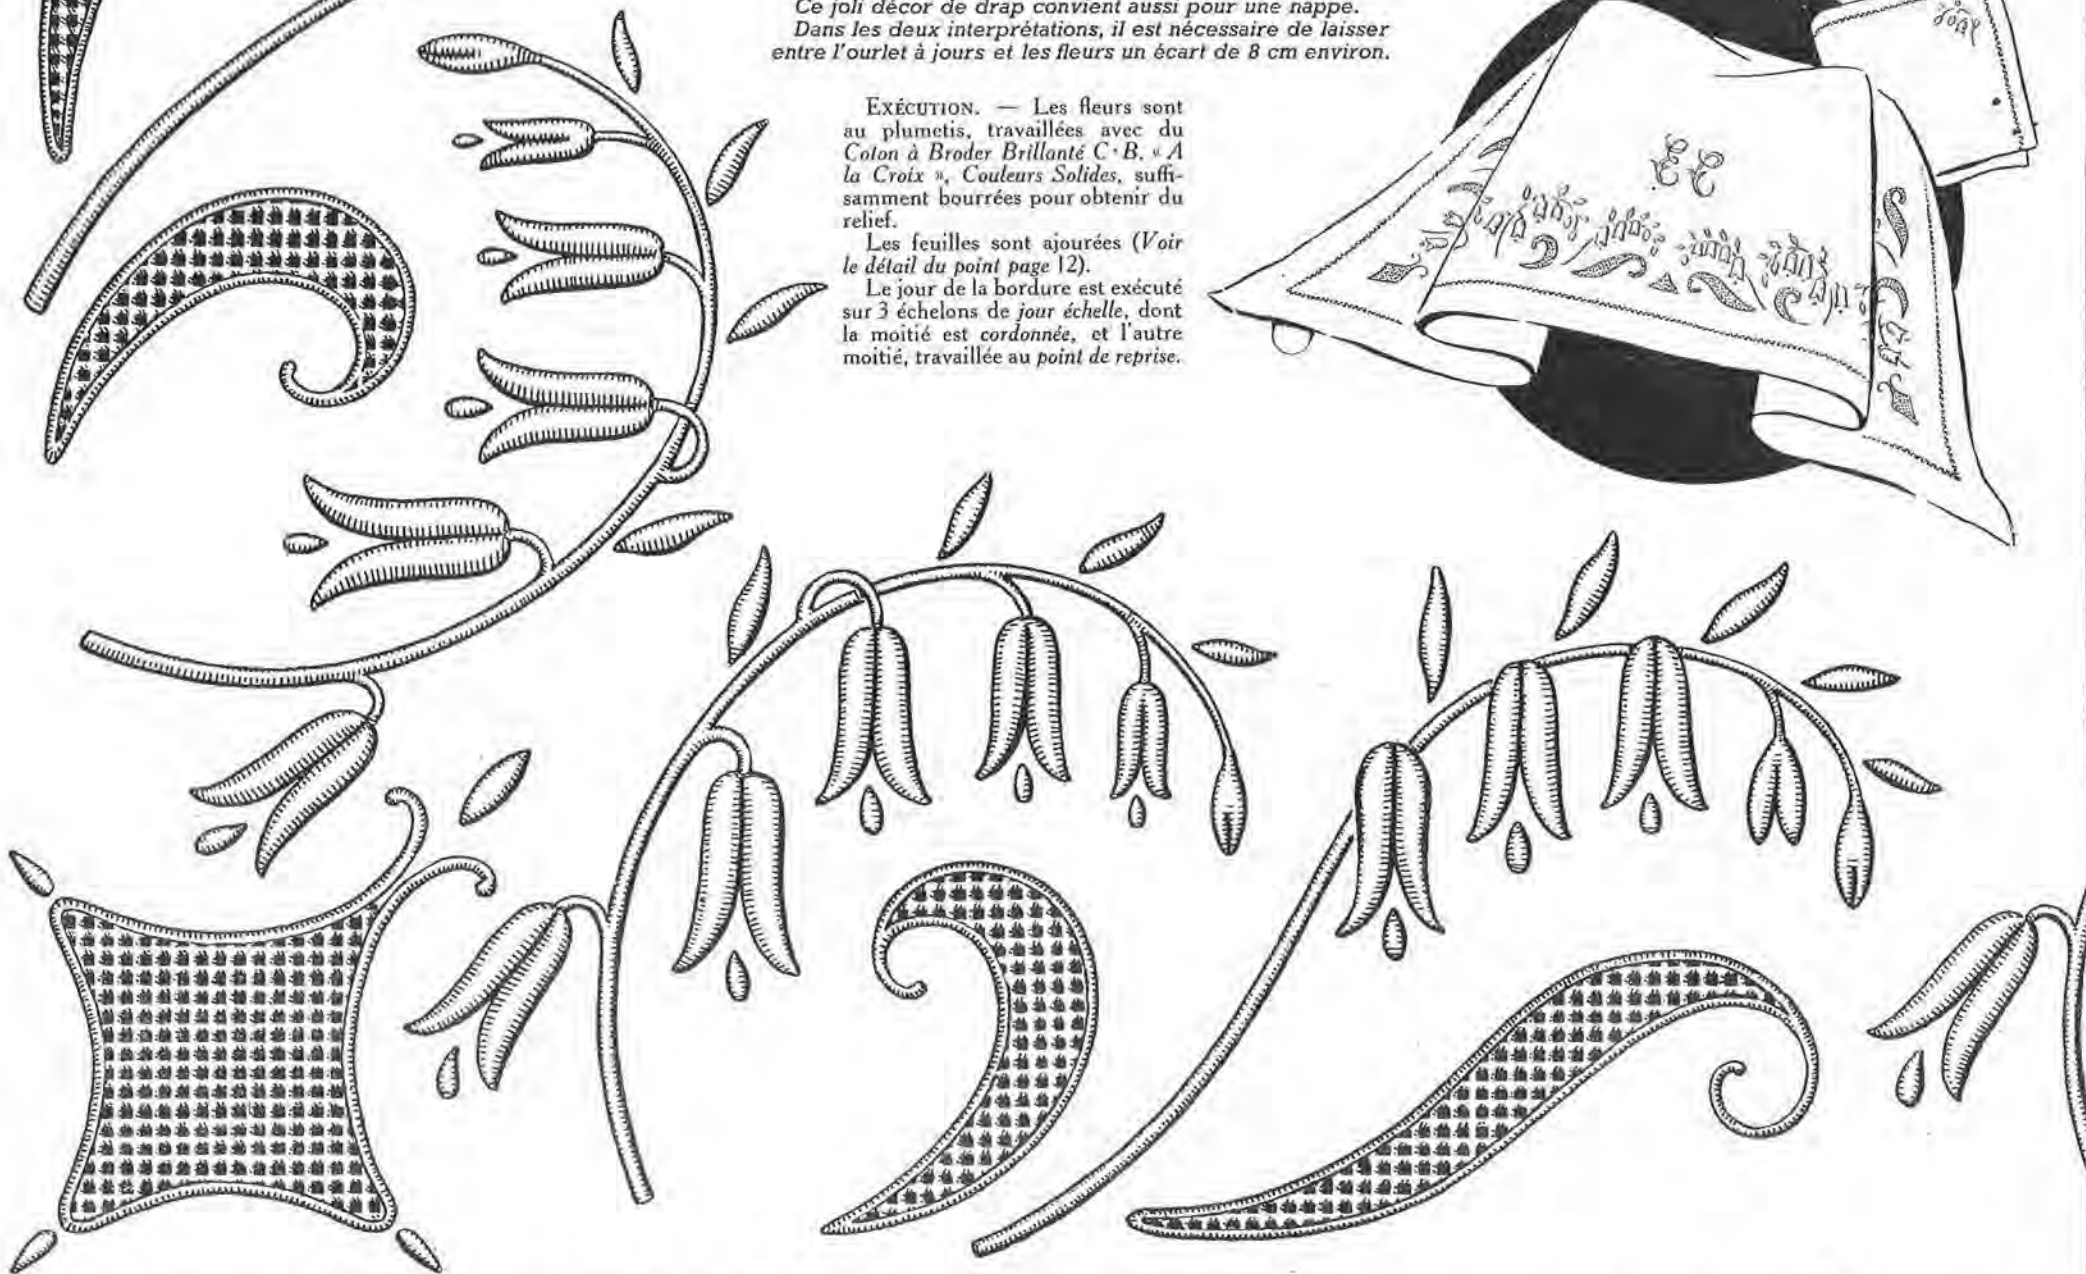 Ce joli décor de drap convient aussi pour une nappe.
Dans les deux interprétations, il est nécessaire de laisser
entre l'ourlet à jours et les fleurs un écart de 8 cm environ.
EXÉCUTION. — Les fleurs sont
au plumetis, travaillées avec du
Coton à Broder Brillanté C·B, « A
la Croix », Couleurs Solides, suffi-
samment bourrées pour obtenir du
relief.
Les feuilles sont ajourées (Voir
le détail du point page 12).
Le jour de la bordure est exécuté
sur 3 échelons de jour échelle, dont
la moitié est cordonnée, et l'autre
moitié, travaillée au point de reprise.